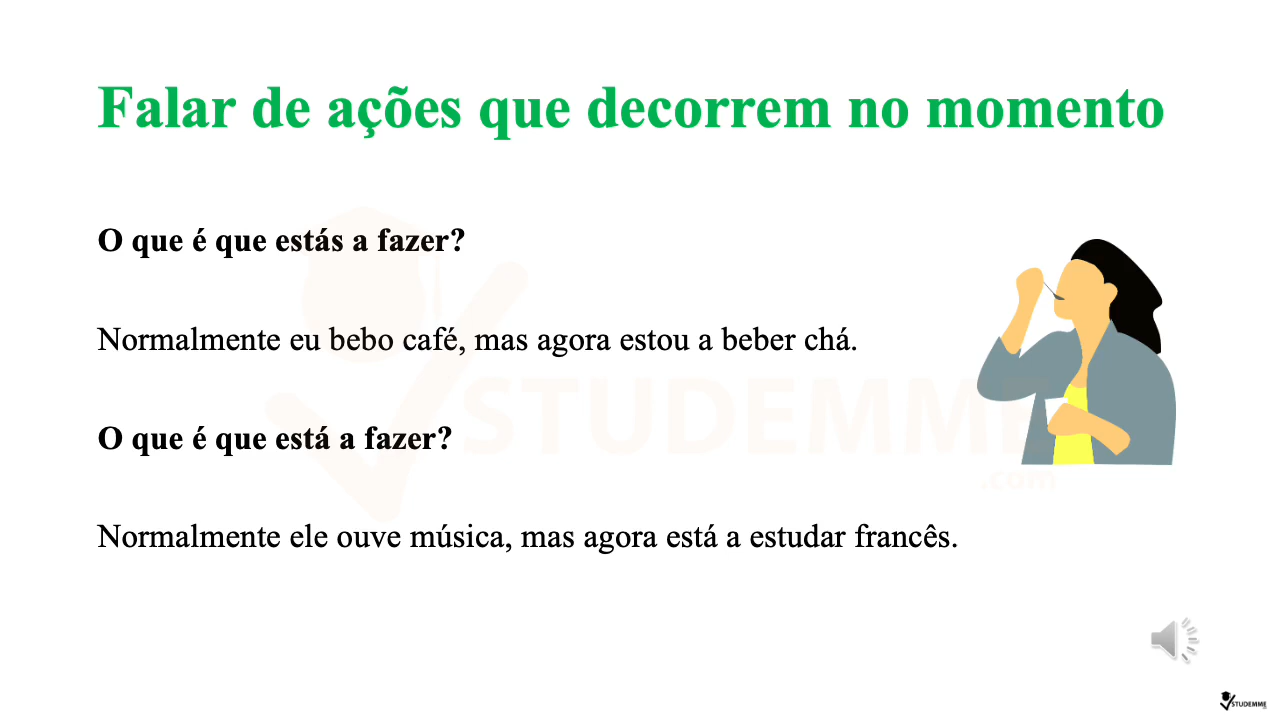 Falar de ações que decorrem no momento
O que é que estás a fazer?
Normalmente eu bebo café, mas agora estou a beber chá.
O que é que está a fazer?
Normalmente ele ouve música, mas agora está a estudar francês.
STUDEMME
.com
STUDEMME